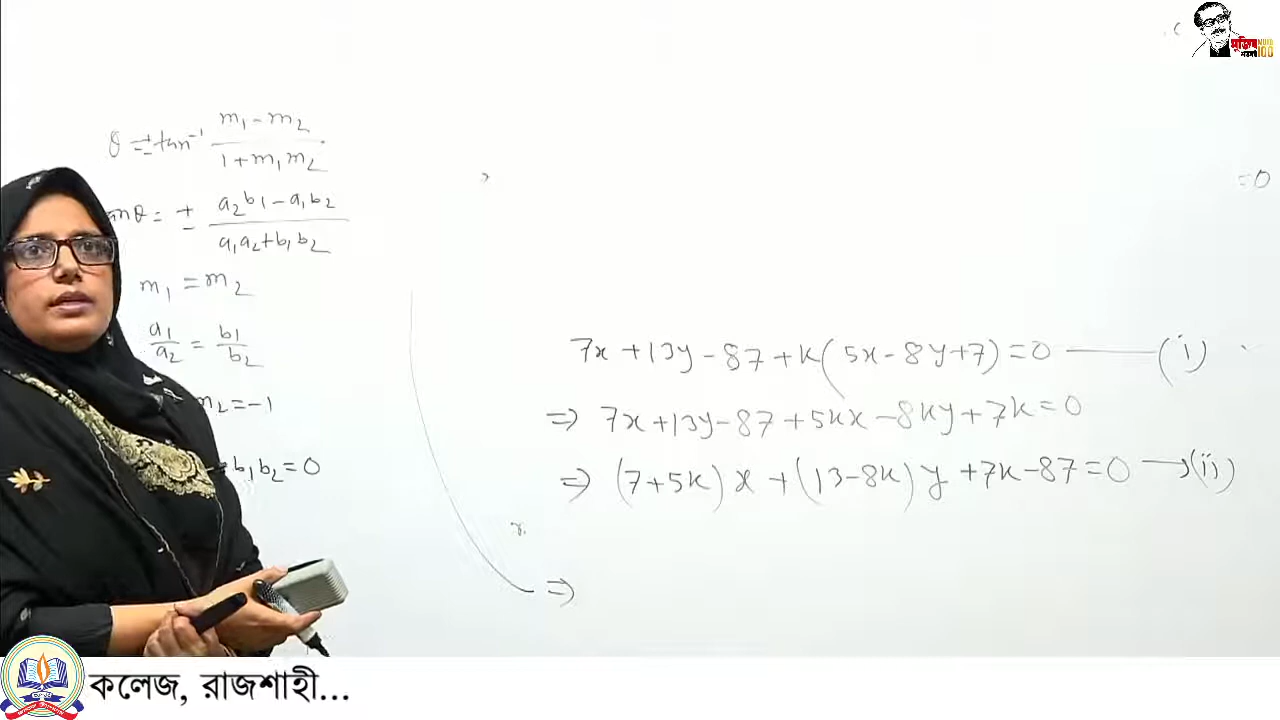 θ = ± tan⁻¹ (m₁ - m₂)/(1 + m₁m₂)
anθ = ± (a₂b₁ - a₁b₂)/(a₁a₂ + b₁b₂)
m₁ = m₂
a₁/a₂ = b₁/b₂
m₂ = -1
b₁b₂ = 0
= 0
7x + 13y - 87 + k(5x - 8y + 7) = 0 —— (i)
⇒ 7x + 13y - 87 + 5kx - 8ky + 7k = 0
⇒ (7 + 5k)x + (13 - 8k)y + 7k - 87 = 0 → (ii)
⇒
100
কলেজ, রাজশাহী...